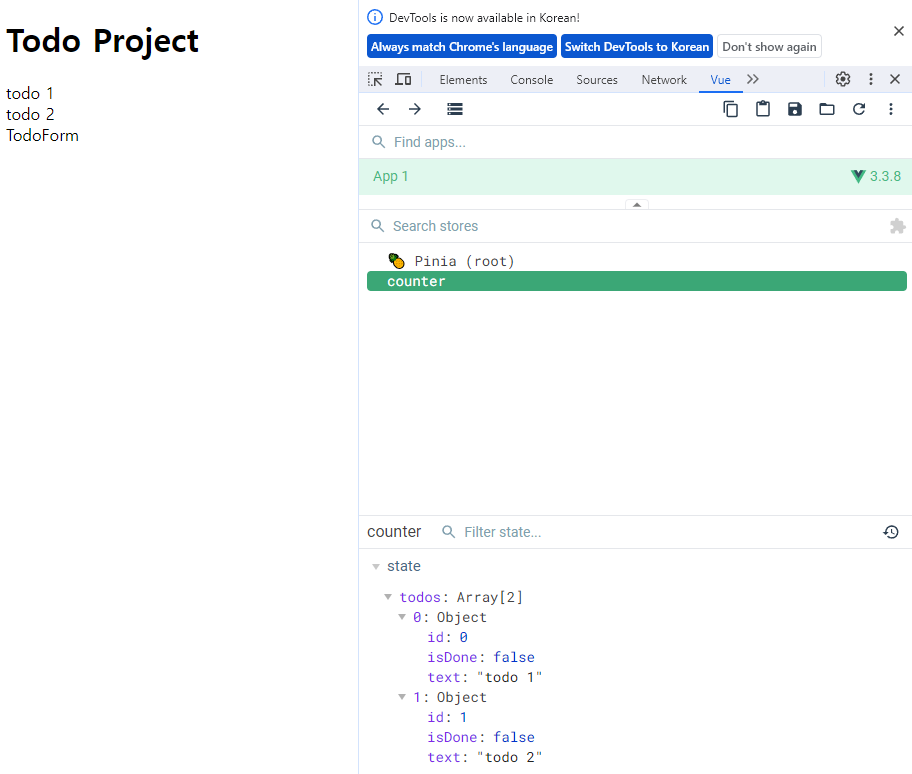 Todo Project
todo 1
todo 2
TodoForm
DevTools is now available in Korean!
Always match Chrome's language Switch DevTools to Korean Don't show again
Elements Console Sources Network Vue
Find apps...
App 1 3.3.8
Search stores
Pinia (root)
counter
counter Filter state...
state
todos: Array[2]
0: Object
id: 0
isDone: false
text: "todo 1"
1: Object
id: 1
isDone: false
text: "todo 2"